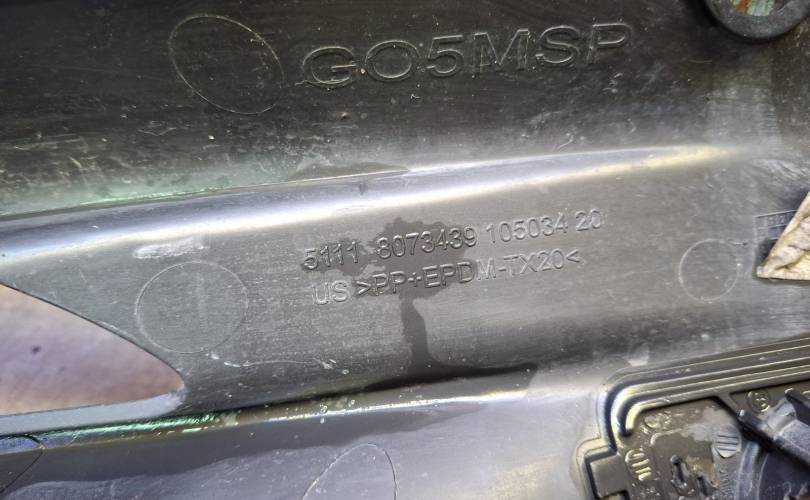 GO5MSP
5111 8073439 105034 20
US >PP+EPDM-TX20<